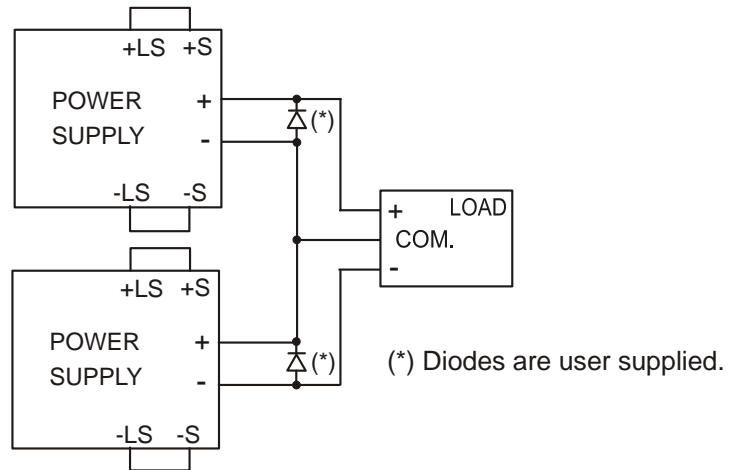 +LS +S
POWER +
SUPPLY -
(*)
-LS -S
+ LOAD
COM.
-
+LS +S
POWER +
SUPPLY -
(*)
-LS -S
(*) Diodes are user supplied.